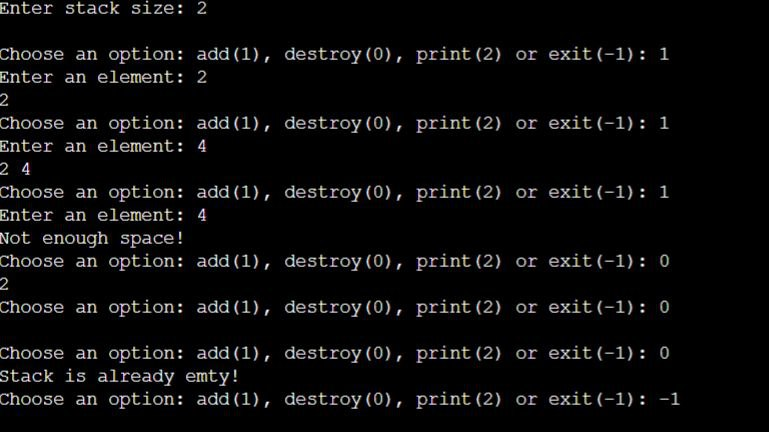 Enter stack size: 2
Choose an option: add(1), destroy(0), print(2) or exit(-1): 1
Enter an element: 2
2
Choose an option: add(1), destroy(0), print(2) or exit(-1): 1
Enter an element: 4
2 4
Choose an option: add(1), destroy(0), print(2) or exit(-1): 1
Enter an element: 4
Not enough space!
Choose an option: add(1), destroy(0), print(2) or exit(-1): 0
2
Choose an option: add(1), destroy(0), print(2) or exit(-1): 0
Choose an option: add(1), destroy(0), print(2) or exit(-1): 0
Stack is already emty!
Choose an option: add(1), destroy(0), print(2) or exit(-1): -1